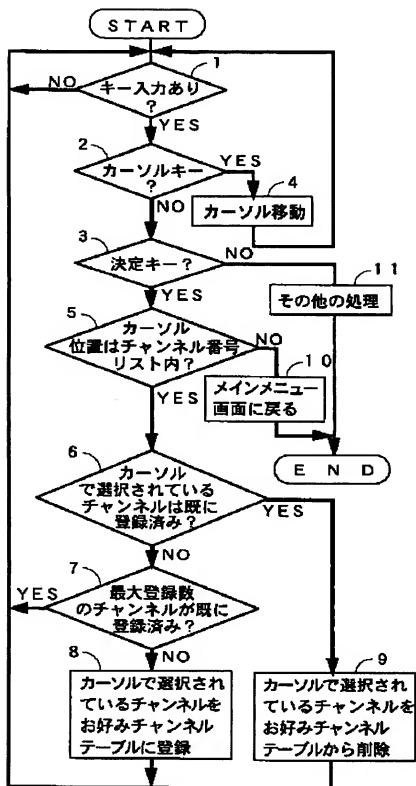 START
1
キー入力あり
?
NO
YES
2
カーソルキー
?
YES
4
カーソル移動
NO
3
決定キー?
NO
11
その他の処理
YES
5
カーソル
位置はチャンネル番号
リスト内?
NO
10
メインメニュー
画面に戻る
YES
END
6
カーソル
で選択されている
チャンネルは既に
登録済み?
YES
NO
7
最大登録数
のチャンネルが既に
登録済み?
YES
NO
8
カーソルで選択され
ているチャンネルを
お好みチャンネル
テーブルに登録
9
カーソルで選択され
ているチャンネルを
お好みチャンネル
テーブルから削除